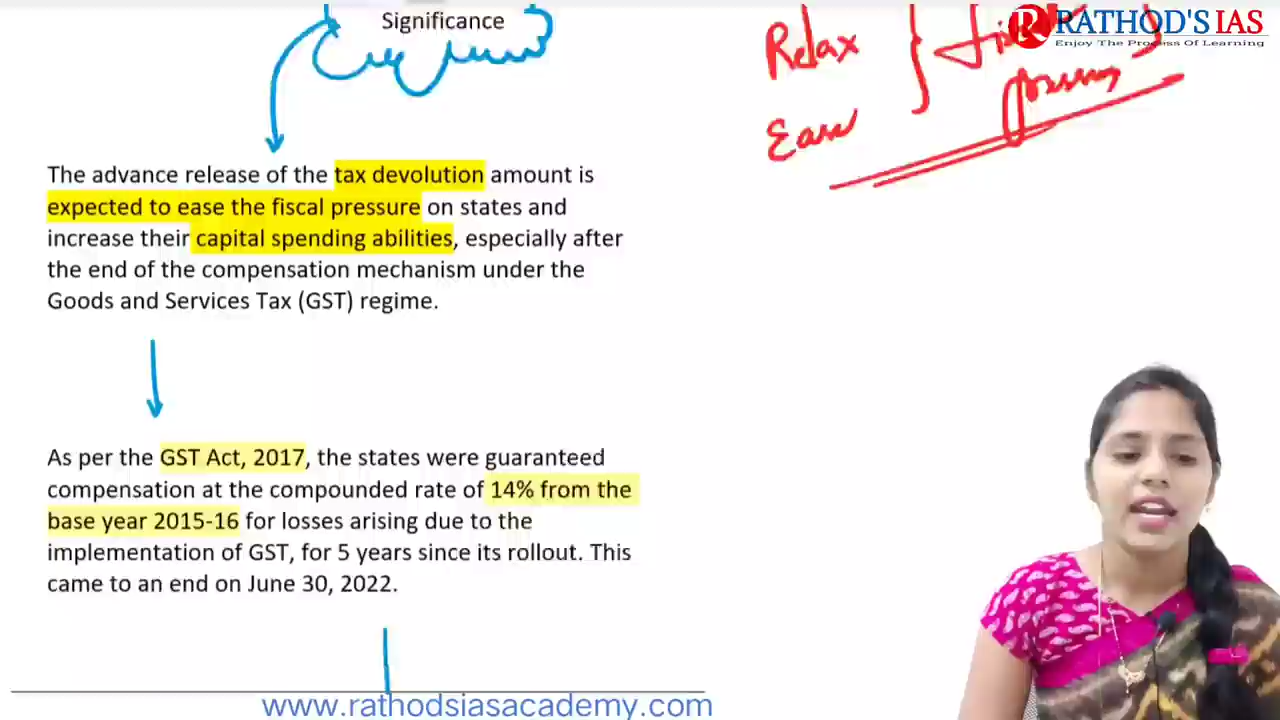 Significance
RATHOD'S IAS
Enjoy The Process Of Learning
Relax
Ease
The advance release of the tax devolution amount is
expected to ease the fiscal pressure on states and
increase their capital spending abilities, especially after
the end of the compensation mechanism under the
Goods and Services Tax (GST) regime.
As per the GST Act, 2017, the states were guaranteed
compensation at the compounded rate of 14% from the
base year 2015-16 for losses arising due to the
implementation of GST, for 5 years since its rollout. This
came to an end on June 30, 2022.
www.rathodsiasacademy.com